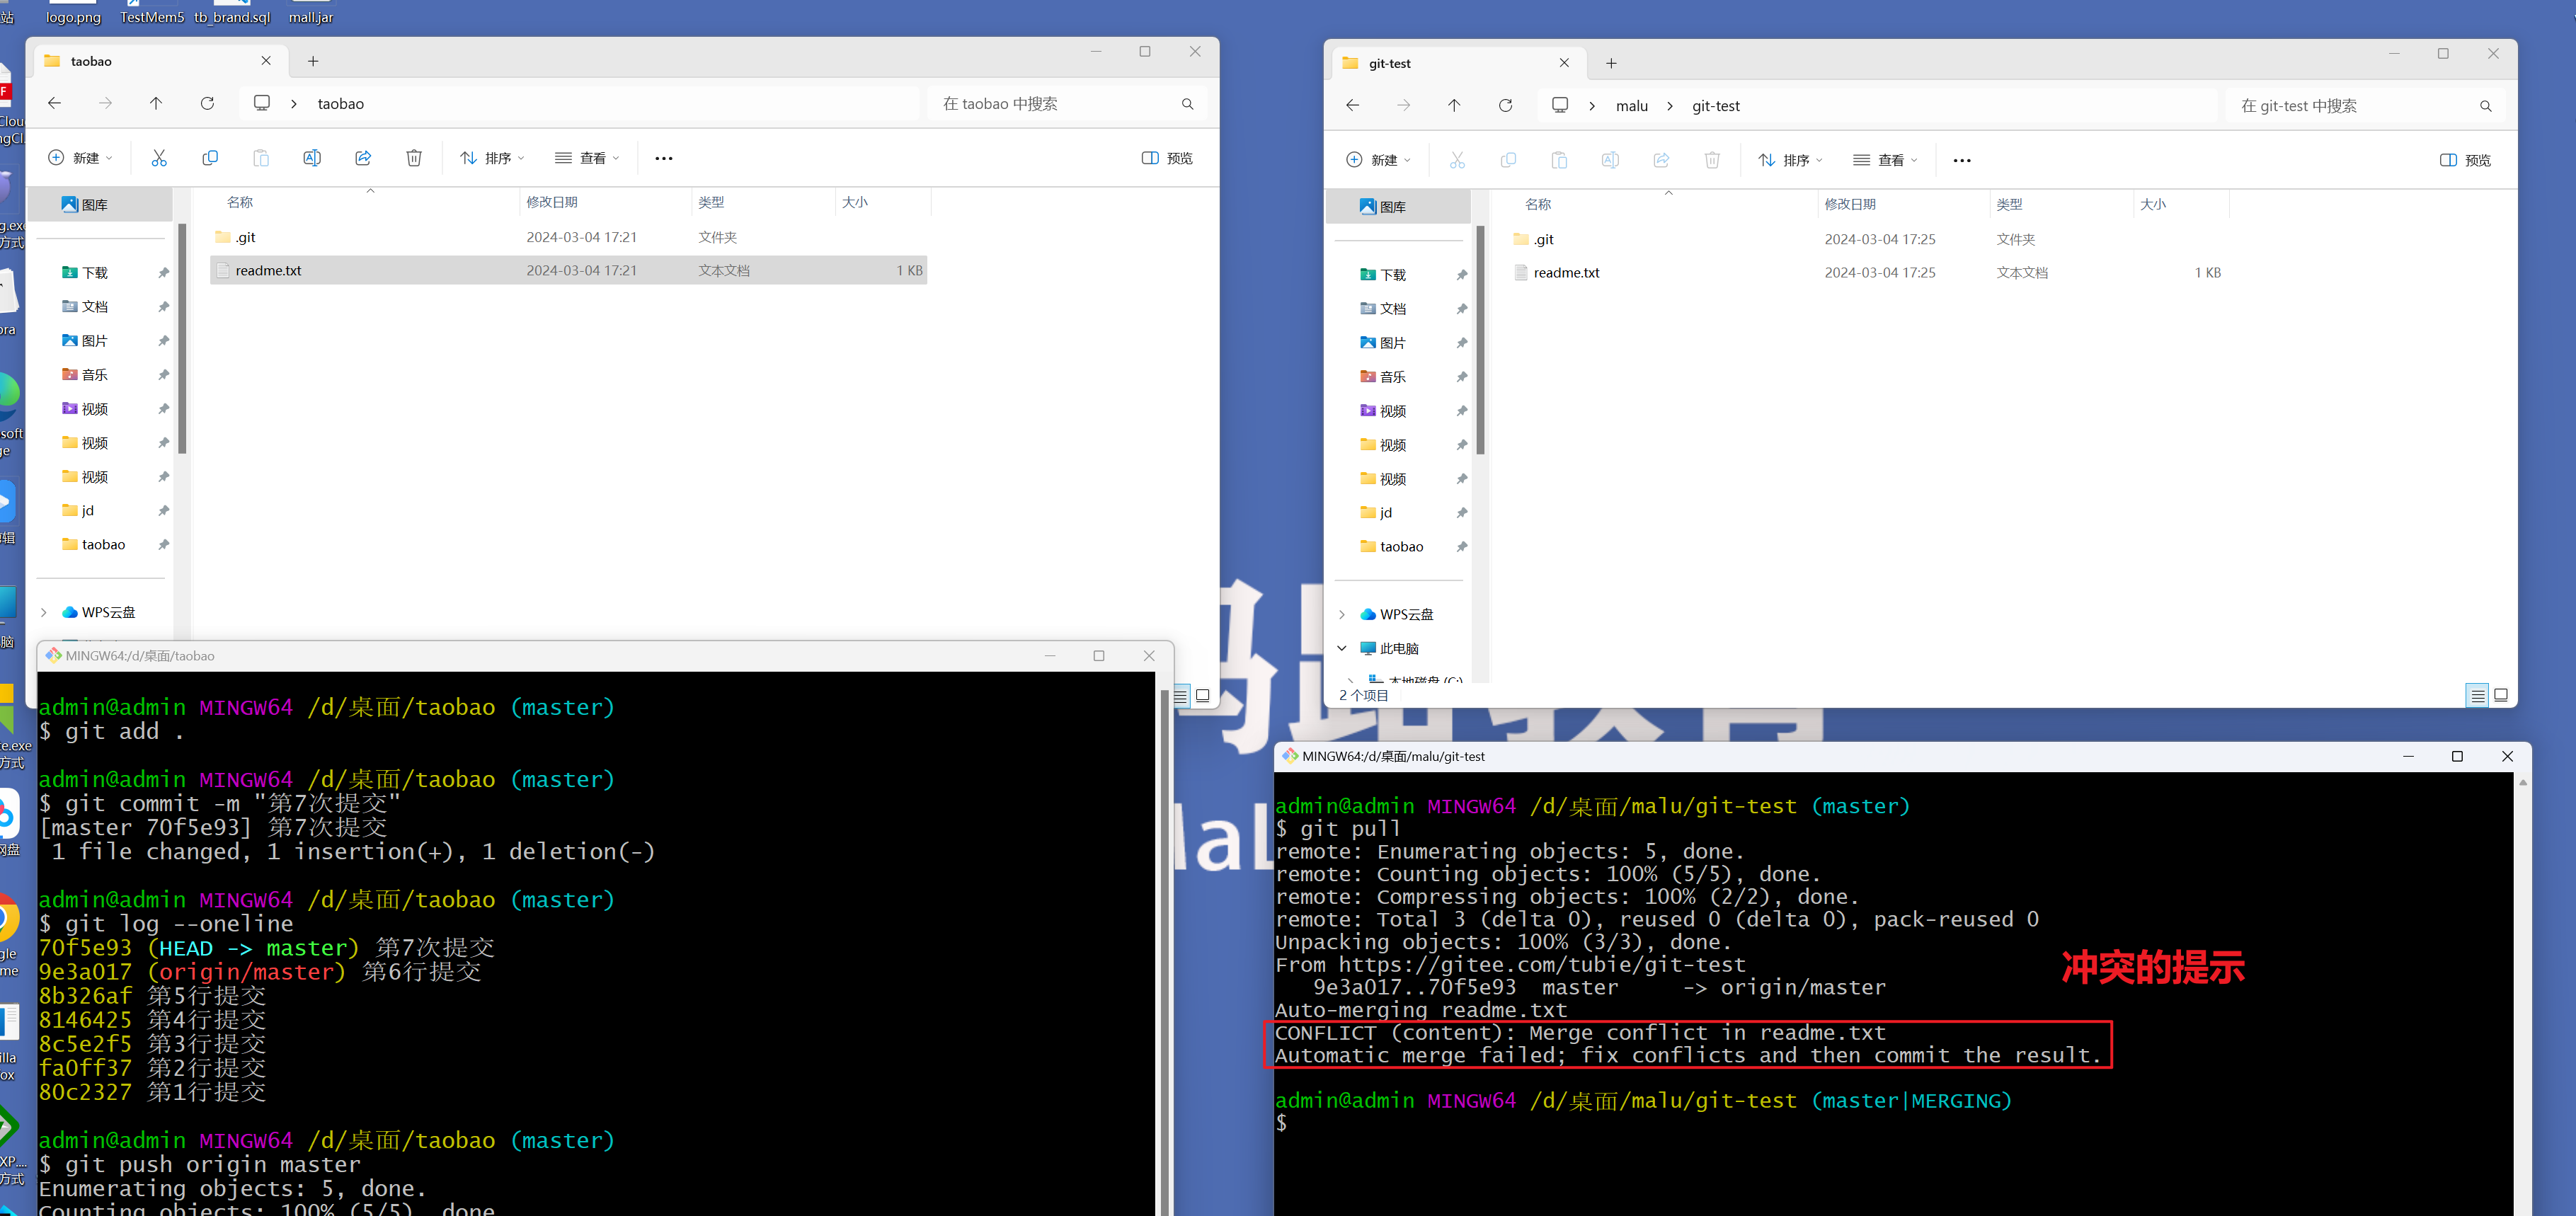 站
logo.png
TestMem5
tb_brand.sql
mall.jar
taobao
taobao
在 taobao 中搜索
新建
排序
查看
预览
图库
名称
修改日期
类型
大小
.git
2024-03-04 17:21
文件夹
readme.txt
2024-03-04 17:21
文本文档
1 KB
下载
文档
图片
音乐
视频
视频
视频
jd
taobao
WPS云盘
git-test
malu
git-test
在 git-test 中搜索
新建
排序
查看
预览
图库
名称
修改日期
类型
大小
.git
2024-03-04 17:25
文件夹
readme.txt
2024-03-04 17:25
文本文档
1 KB
下载
文档
图片
音乐
视频
视频
视频
jd
taobao
WPS云盘
此电脑
本地磁盘 (C:)
2 个项目
MINGW64:/d/桌面/taobao
admin@admin MINGW64 /d/桌面/taobao (master)
$ git add .
admin@admin MINGW64 /d/桌面/taobao (master)
$ git commit -m "第7次提交"
[master 70f5e93] 第7次提交
1 file changed, 1 insertion(+), 1 deletion(-)
admin@admin MINGW64 /d/桌面/taobao (master)
$ git log --oneline
70f5e93 (HEAD -> master) 第7次提交
9e3a017 (origin/master) 第6行提交
8b326af 第5行提交
8146425 第4行提交
8c5e2f5 第3行提交
fa0ff37 第2行提交
80c2327 第1行提交
admin@admin MINGW64 /d/桌面/taobao (master)
$ git push origin master
Enumerating objects: 5, done.
Counting objects: 100% (5/5), done.
MINGW64:/d/桌面/malu/git-test
admin@admin MINGW64 /d/桌面/malu/git-test (master)
$ git pull
remote: Enumerating objects: 5, done.
remote: Counting objects: 100% (5/5), done.
remote: Compressing objects: 100% (2/2), done.
remote: Total 3 (delta 0), reused 0 (delta 0), pack-reused 0
Unpacking objects: 100% (3/3), done.
From https://gitee.com/tubie/git-test
9e3a017..70f5e93  master     -> origin/master
Auto-merging readme.txt
CONFLICT (content): Merge conflict in readme.txt
Automatic merge failed; fix conflicts and then commit the result.
admin@admin MINGW64 /d/桌面/malu/git-test (master|MERGING)
$
冲突的提示